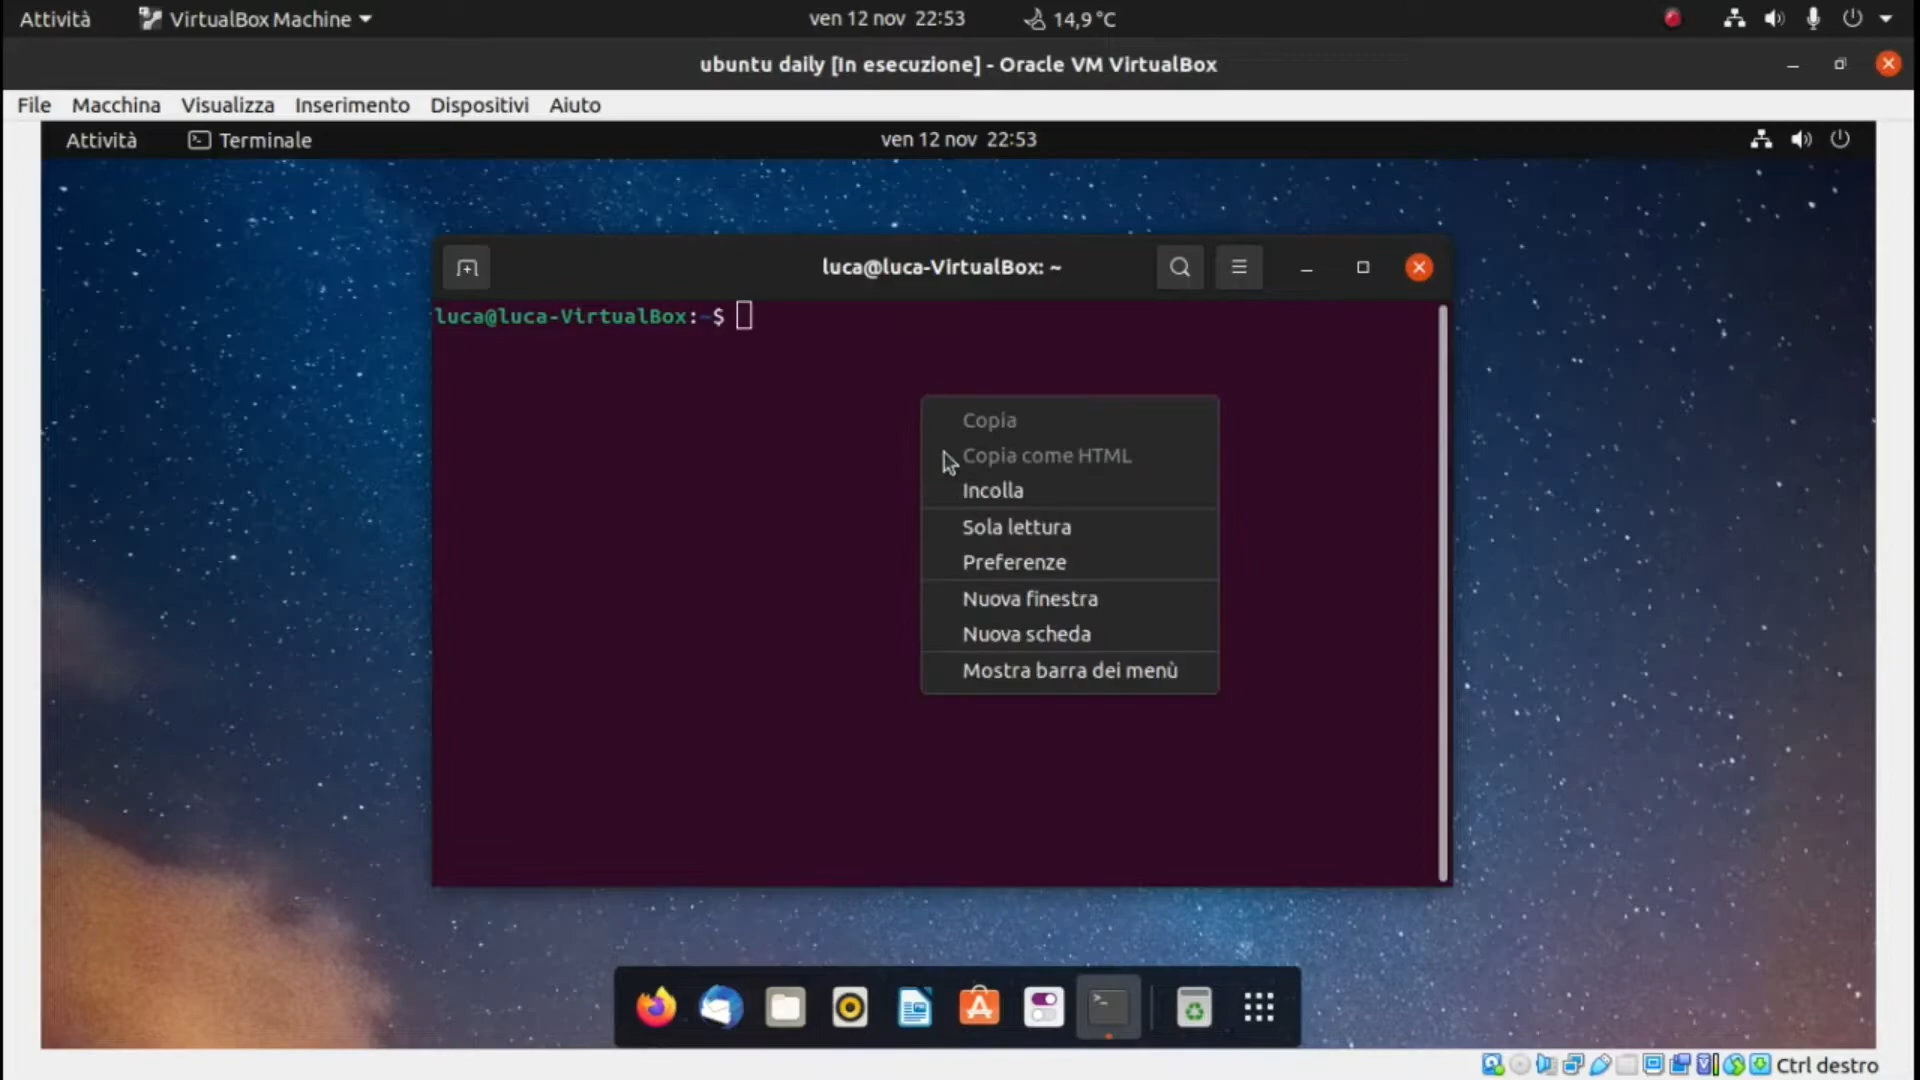 Attività VirtualBox Machine ven 12 nov 22:53 14,9 °C
ubuntu daily [In esecuzione] - Oracle VM VirtualBox
File Macchina Visualizza Inserimento Dispositivi Aiuto
Attività Terminale ven 12 nov 22:53
luca@luca-VirtualBox: ~
luca@luca-VirtualBox:~$
Copia
Copia come HTML
Incolla
Sola lettura
Preferenze
Nuova finestra
Nuova scheda
Mostra barra dei menù
Ctrl destro